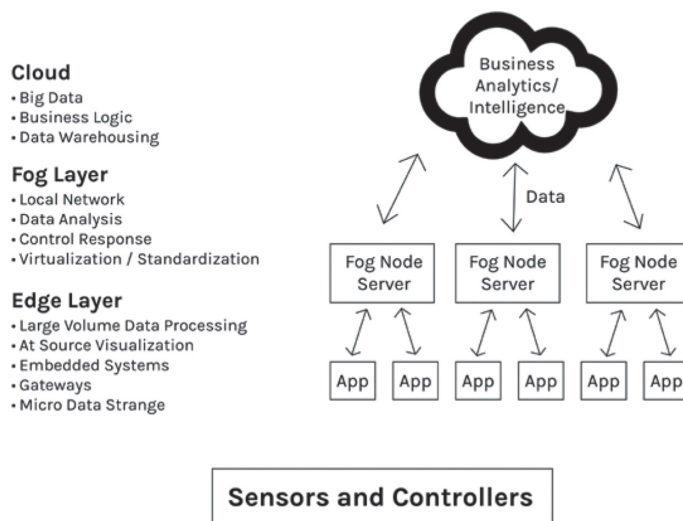 Cloud
• Big Data
• Business Logic
• Data Warehousing
Fog Layer
• Local Network
• Data Analysis
• Control Response
• Virtualization / Standardization
Edge Layer
• Large Volume Data Processing
• At Source Visualization
• Embedded Systems
• Gateways
• Micro Data Strange
Business
Analytics/
Intelligence
Data
Fog Node
Server
Fog Node
Server
Fog Node
Server
App
App
App
App
App
App
Sensors and Controllers